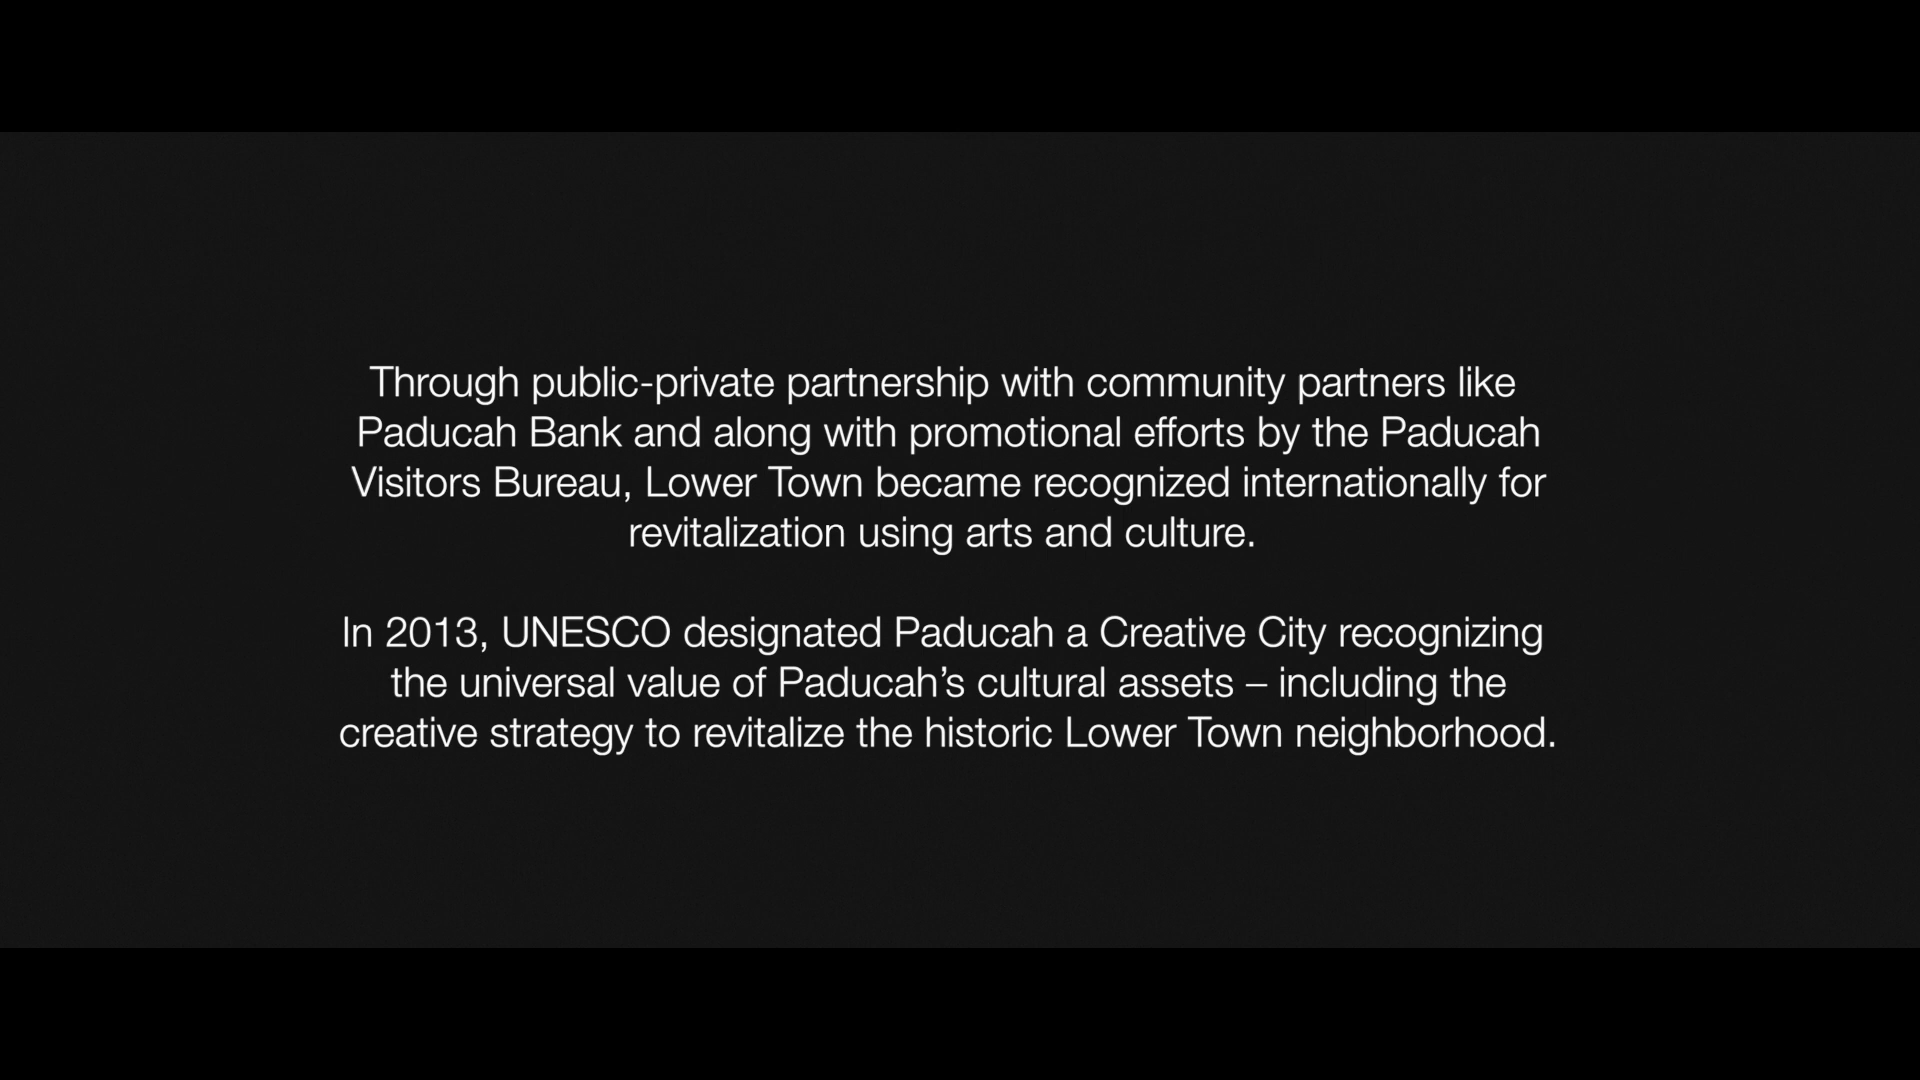 Through public-private partnership with community partners like
Paducah Bank and along with promotional efforts by the Paducah
Visitors Bureau, Lower Town became recognized internationally for
revitalization using arts and culture.
In 2013, UNESCO designated Paducah a Creative City recognizing
the universal value of Paducah’s cultural assets – including the
creative strategy to revitalize the historic Lower Town neighborhood.